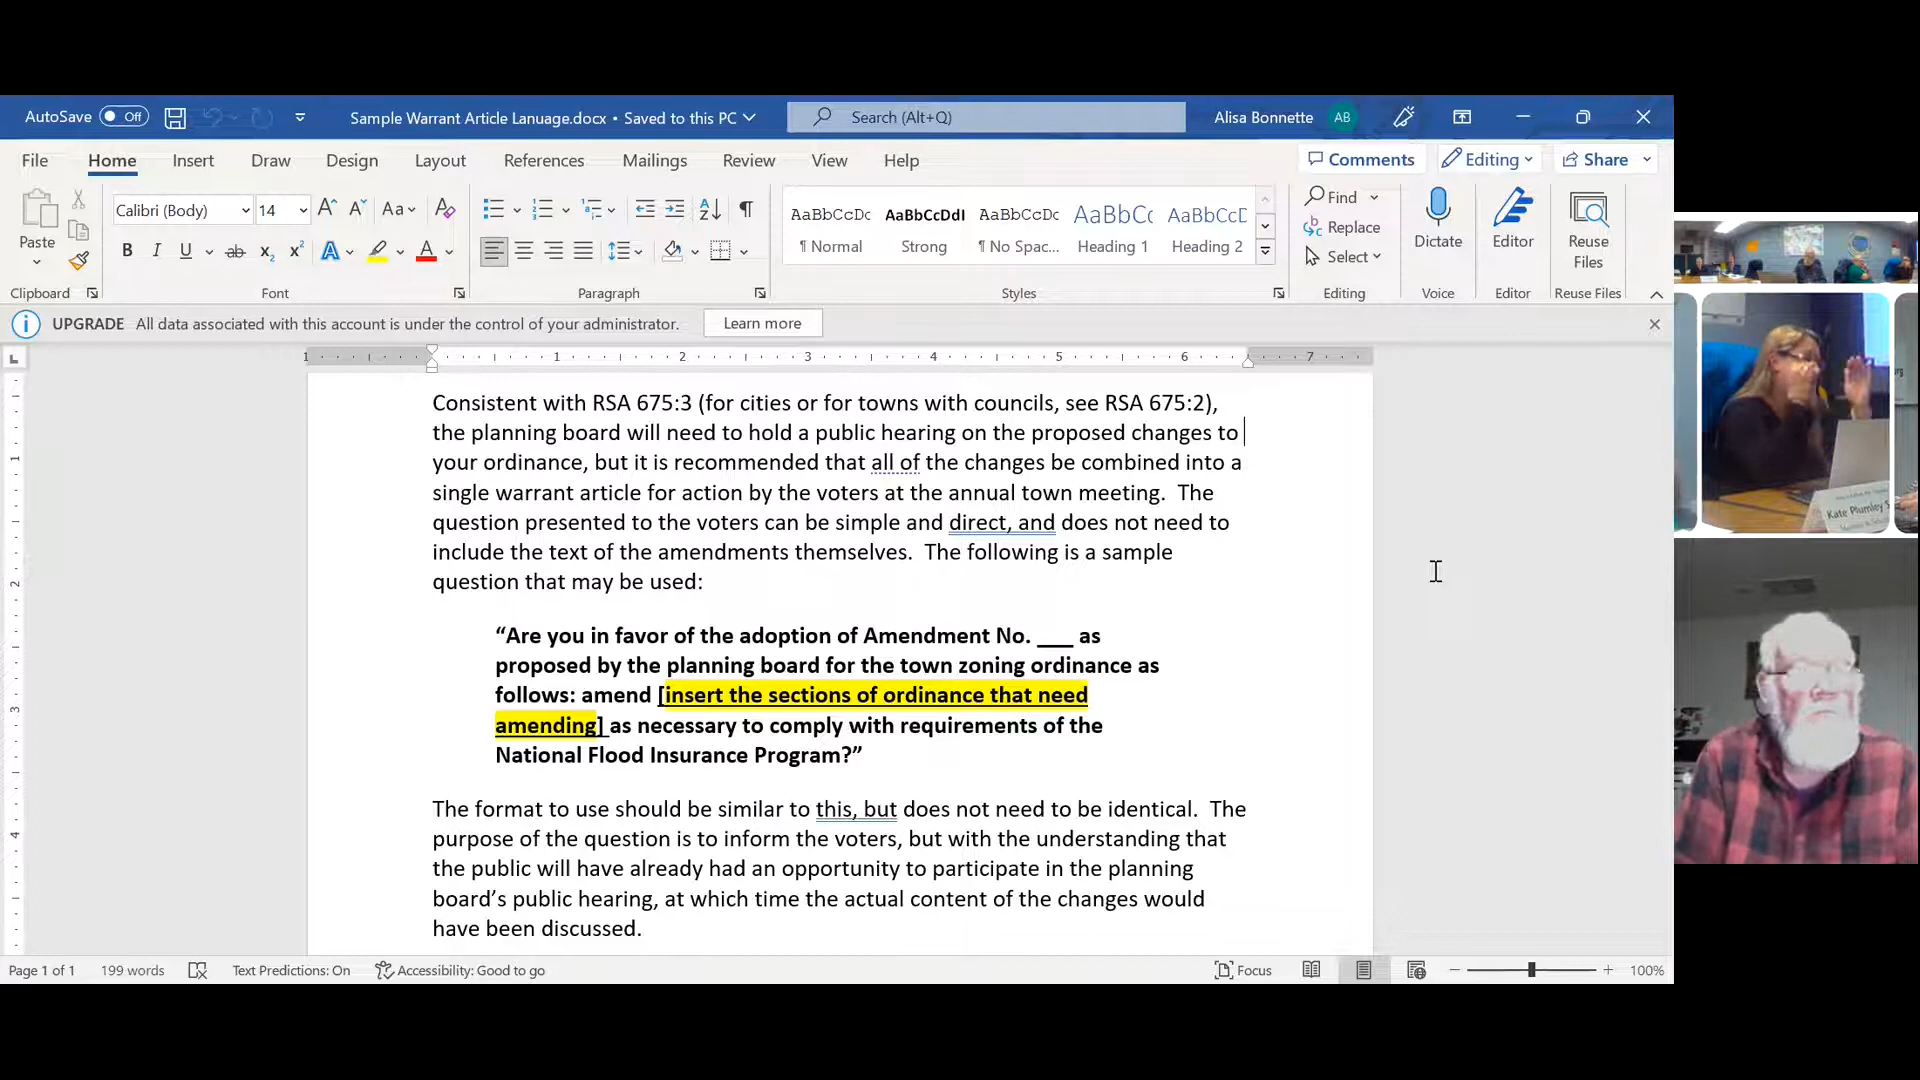 AutoSave Off Sample Warrant Article Lanuage.docx • Saved to this PC Search (Alt+Q) Alisa Bonnette AB
File Home Insert Draw Design Layout References Mailings Review View Help Comments Editing Share
Calibri (Body) 14 Aa AaBbCcDc AaBbCcDdI AaBbCcDc AaBbCc AaBbCcD Find
Paste ¶ Normal Strong ¶ No Spac... Heading 1 Heading 2 Replace Dictate Editor Reuse Files
B I U ab x₂ x² A A Select
Clipboard Font Paragraph Styles Editing Voice Editor Reuse Files
UPGRADE All data associated with this account is under the control of your administrator. Learn more
1 1 2 3 4 5 6 7
Consistent with RSA 675:3 (for cities or for towns with councils, see RSA 675:2),
the planning board will need to hold a public hearing on the proposed changes to
your ordinance, but it is recommended that all of the changes be combined into a
single warrant article for action by the voters at the annual town meeting. The
question presented to the voters can be simple and direct, and does not need to
include the text of the amendments themselves. The following is a sample
question that may be used:
“Are you in favor of the adoption of Amendment No. ___ as
proposed by the planning board for the town zoning ordinance as
follows: amend [insert the sections of ordinance that need
amending] as necessary to comply with requirements of the
National Flood Insurance Program?”
The format to use should be similar to this, but does not need to be identical. The
purpose of the question is to inform the voters, but with the understanding that
the public will have already had an opportunity to participate in the planning
board’s public hearing, at which time the actual content of the changes would
have been discussed.
Page 1 of 1 199 words Text Predictions: On Accessibility: Good to go Focus 100%
Kate Plumley